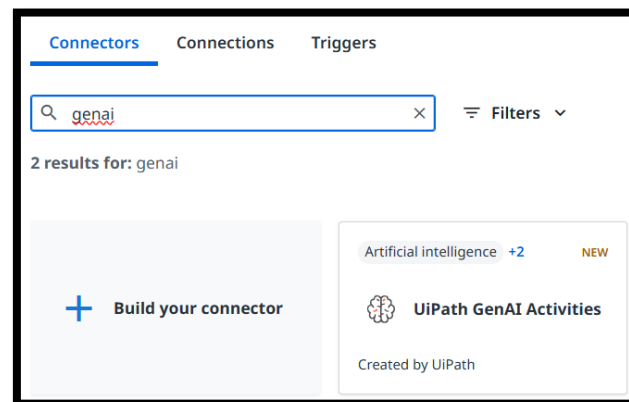 Connectors Connections Triggers
genai Filters
2 results for: genai
Artificial intelligence +2 NEW
Build your connector UiPath GenAI Activities
Created by UiPath